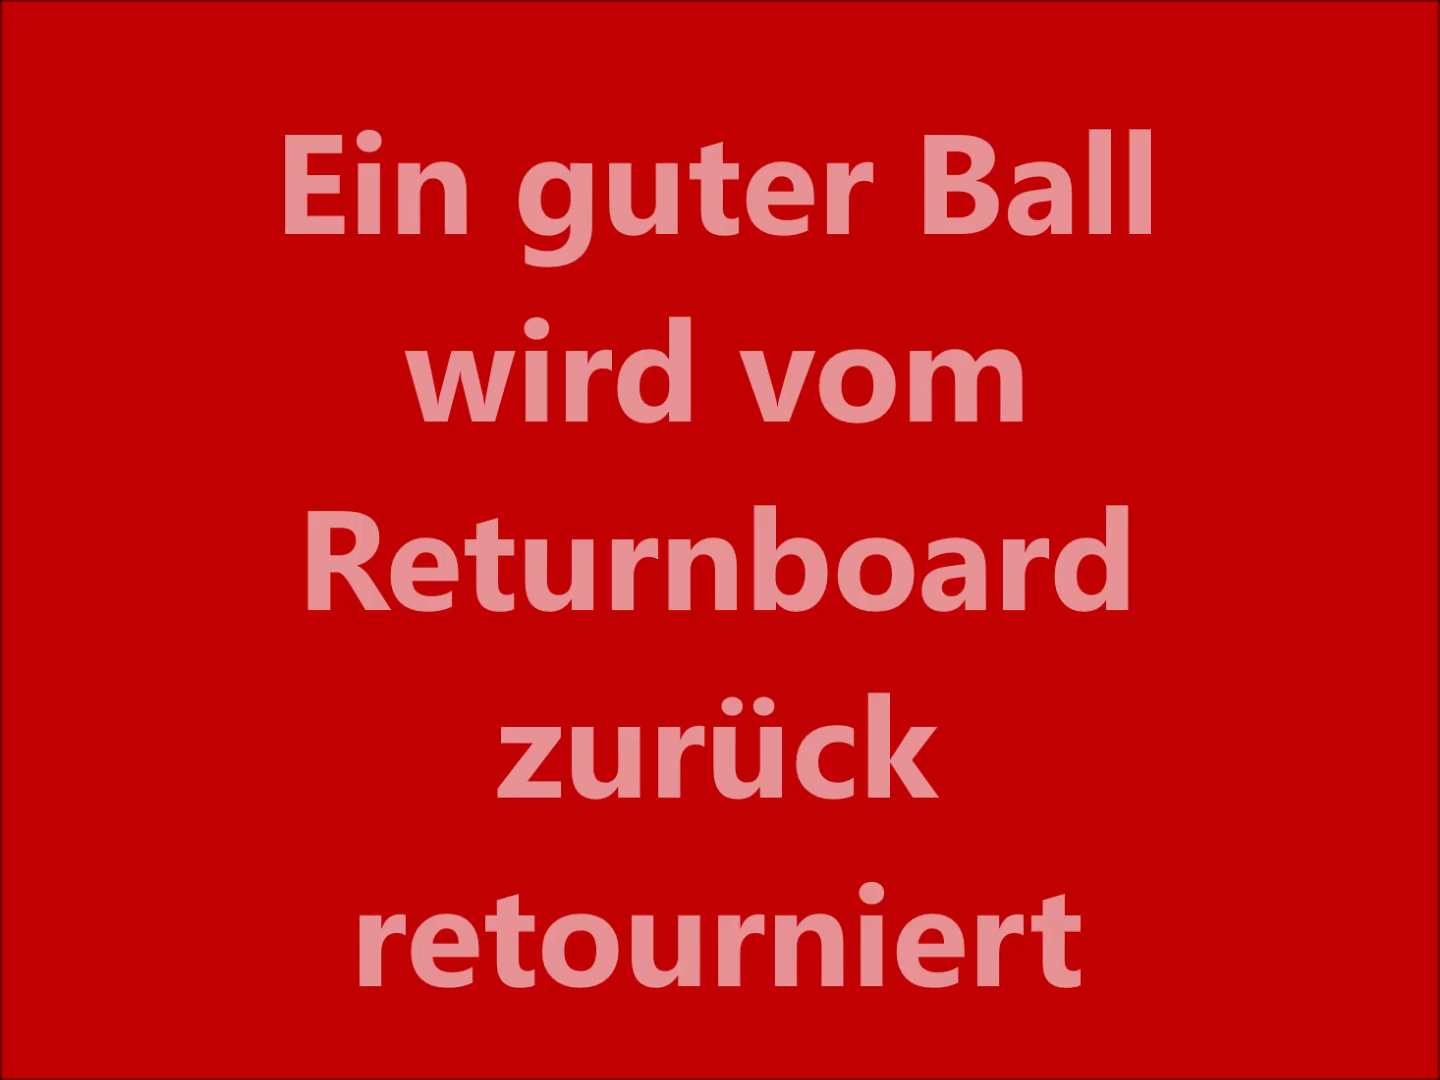 Ein guter Ball
wird vom
Returnboard
zurück
retourniert